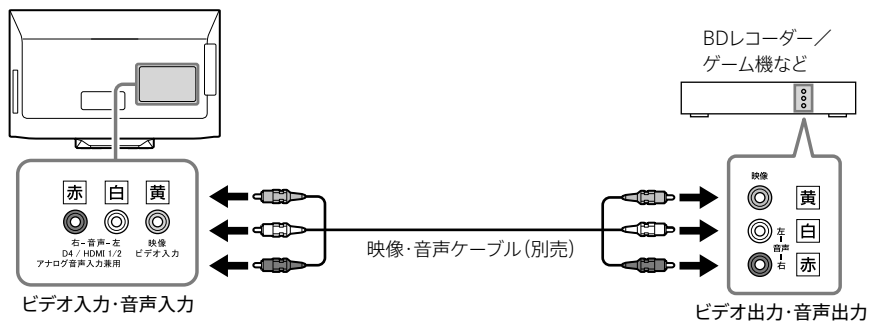 BDレコーダー／
ゲーム機など
赤 白 黄
右-音声-左 映像
D4 / HDMI 1/2 ビデオ入力
アナログ音声入力兼用
ビデオ入力・音声入力
映像・音声ケーブル（別売）
映像
黄
左 白
音声
右 赤
ビデオ出力・音声出力